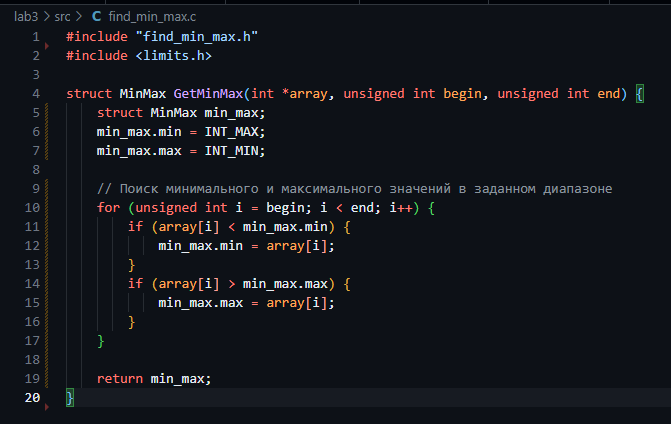 lab3 > src > C find_min_max.c
1 #include "find_min_max.h"
2 #include <limits.h>
3
4 struct MinMax GetMinMax(int *array, unsigned int begin, unsigned int end) {
5     struct MinMax min_max;
6     min_max.min = INT_MAX;
7     min_max.max = INT_MIN;
8
9     // Поиск минимального и максимального значений в заданном диапазоне
10     for (unsigned int i = begin; i < end; i++) {
11         if (array[i] < min_max.min) {
12             min_max.min = array[i];
13         }
14         if (array[i] > min_max.max) {
15             min_max.max = array[i];
16         }
17     }
18
19     return min_max;
20 }